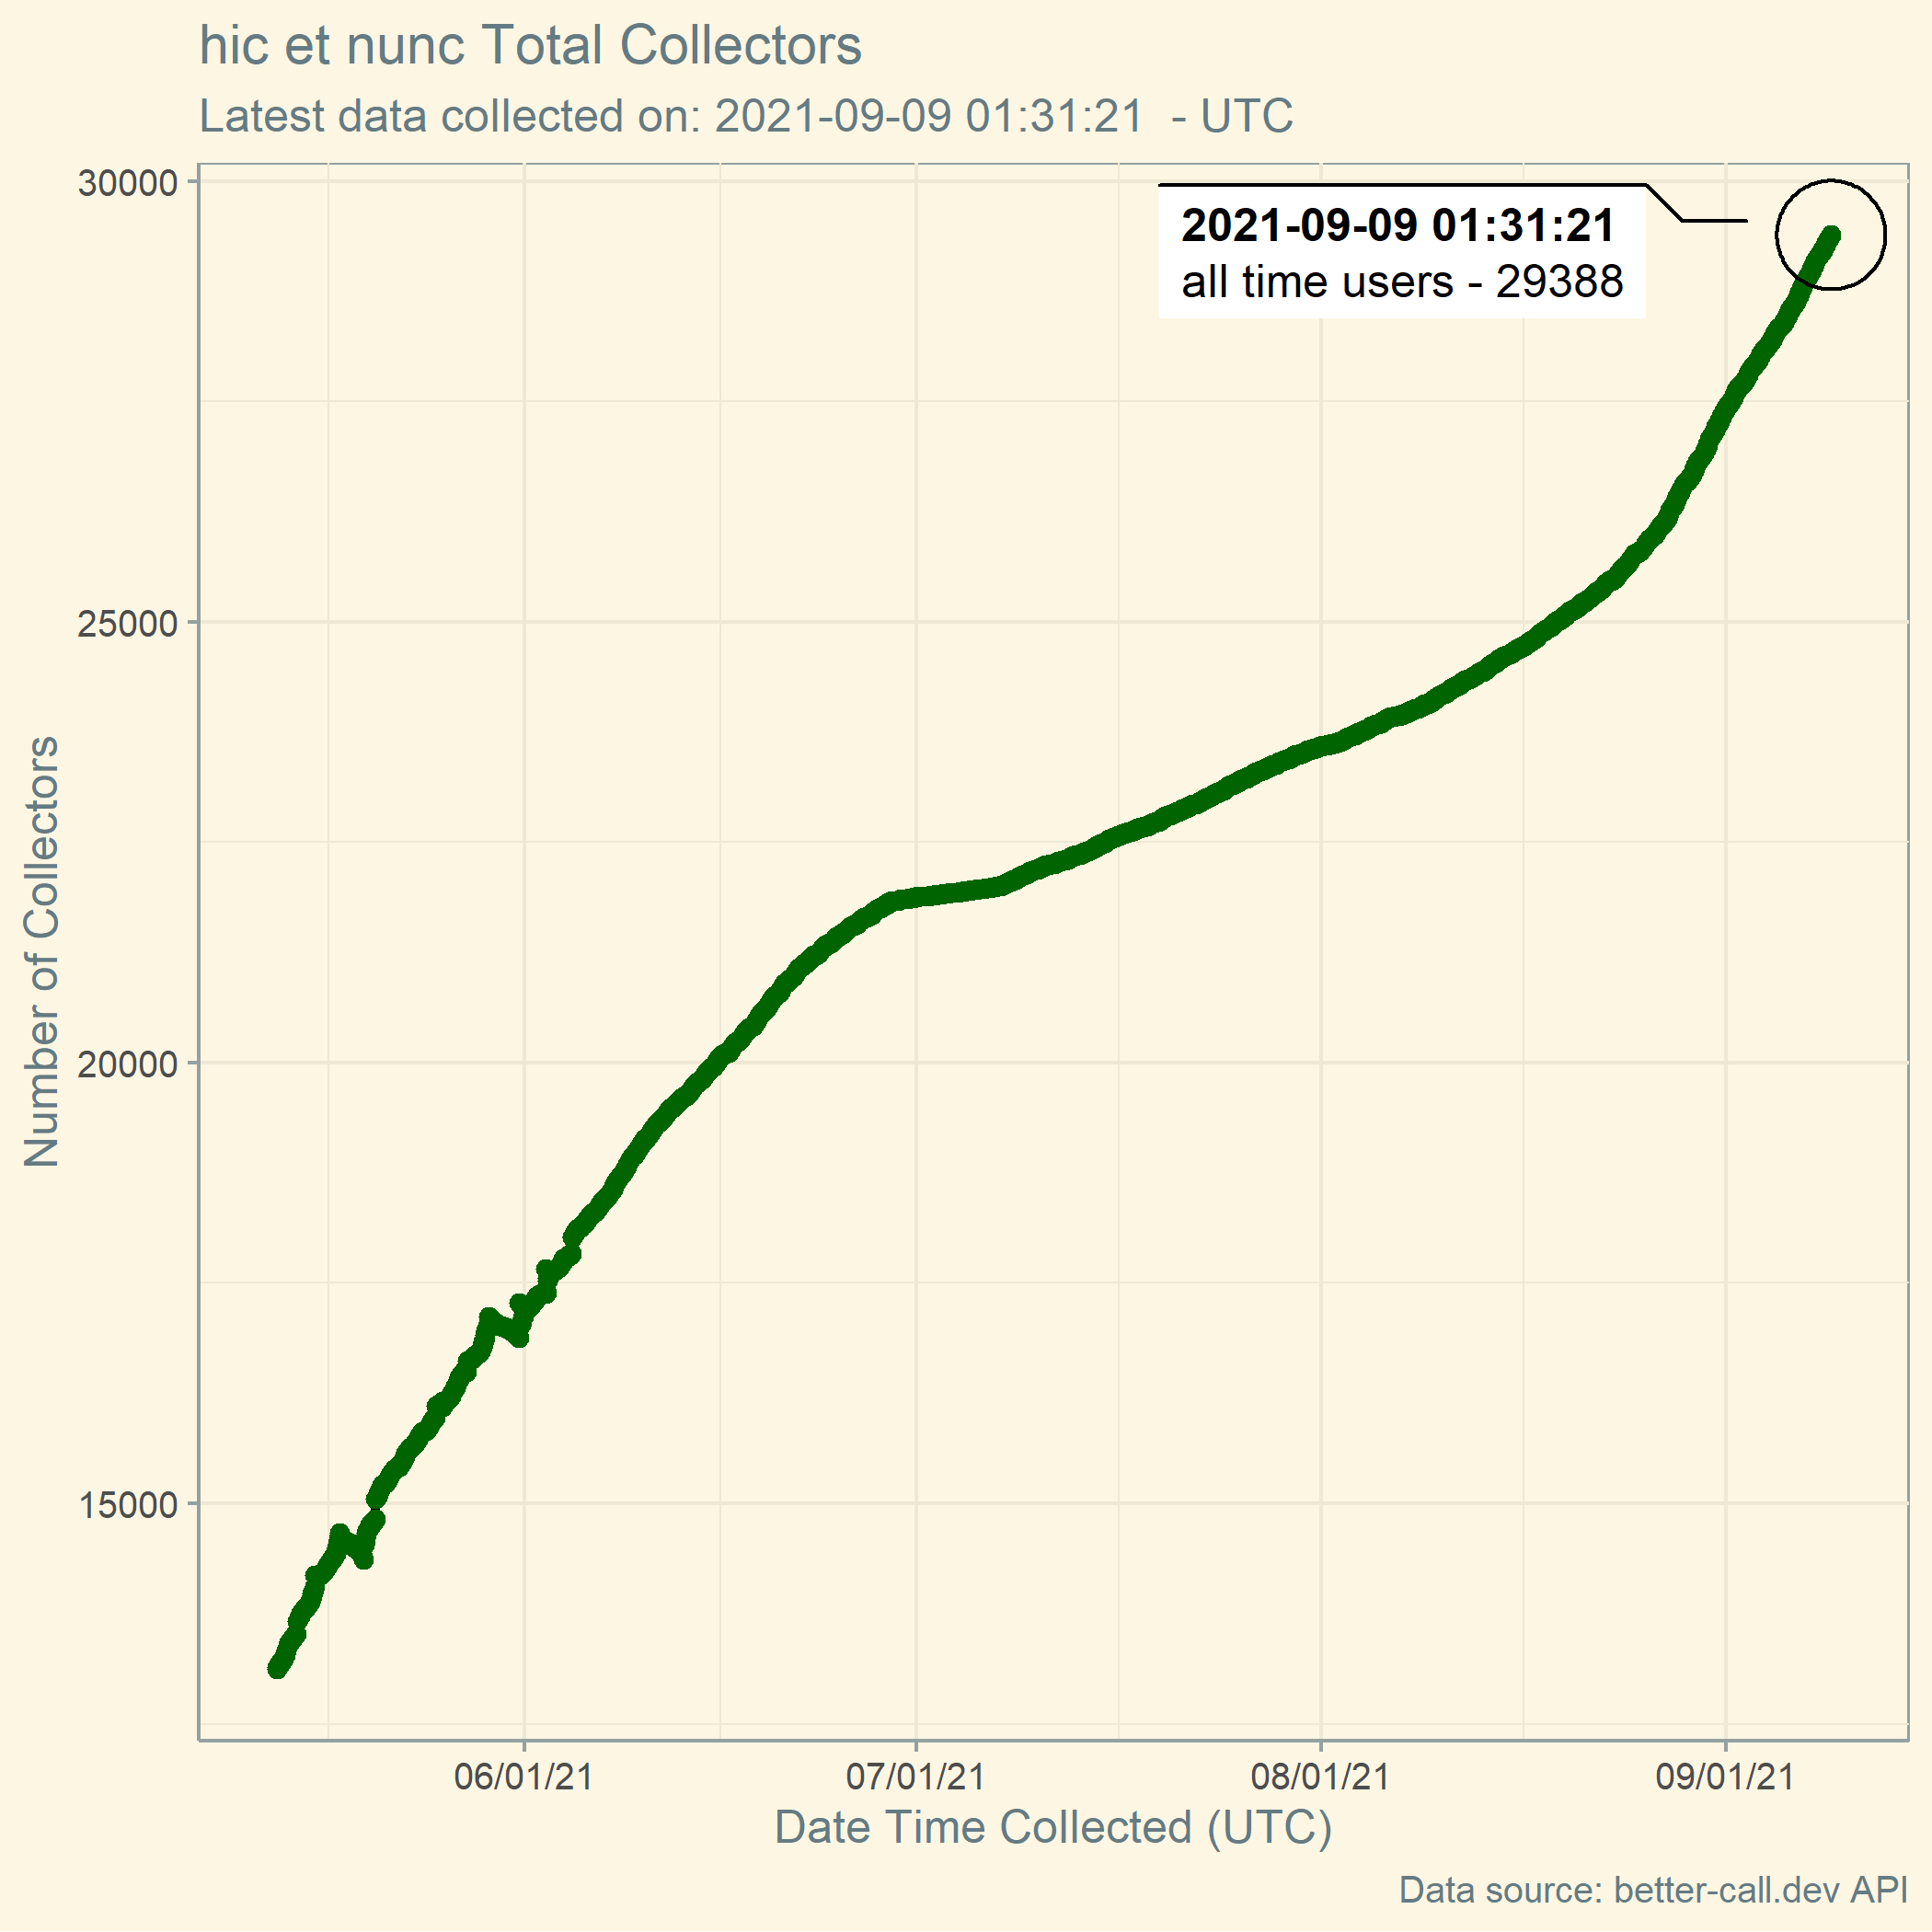 hic et nunc Total Collectors
Latest data collected on: 2021-09-09 01:31:21  - UTC
30000
2021-09-09 01:31:21
all time users - 29388
25000
Number of Collectors
20000
15000
06/01/21 07/01/21 08/01/21 09/01/21
Date Time Collected (UTC)
Data source: better-call.dev API